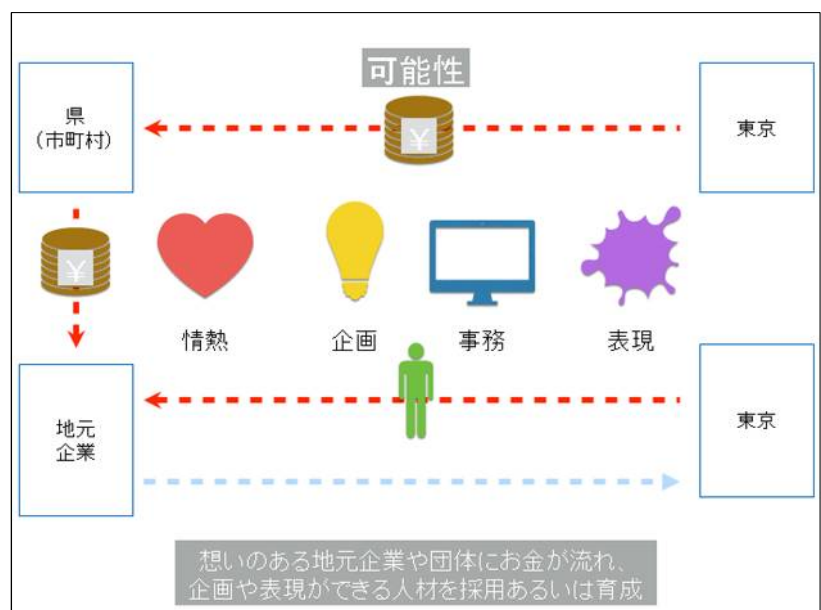 可能性
県
(市町村)
¥
東京
¥
情熱
企画
事務
表現
地元
企業
東京
想いのある地元企業や団体にお金が流れ、
企画や表現ができる人材を採用あるいは育成